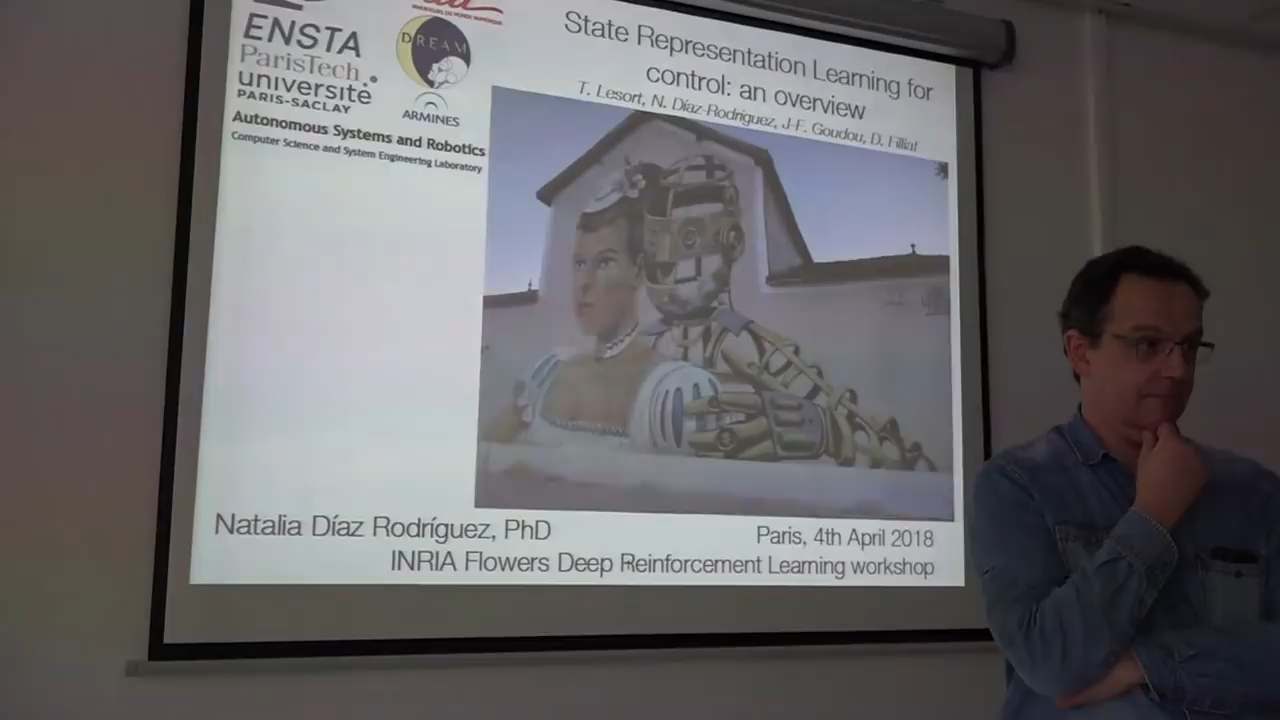 ENSTA
ParisTech
université
PARIS-SACLAY
DREAM
ARMINES
Autonomous Systems and Robotics
Computer Science and System Engineering Laboratory
State Representation Learning for
control: an overview
T. Lesort, N. Díaz-Rodríguez, J-F. Goudou, D. Filliat
Natalia Díaz Rodríguez, PhD
Paris, 4th April 2018
INRIA Flowers Deep Reinforcement Learning workshop